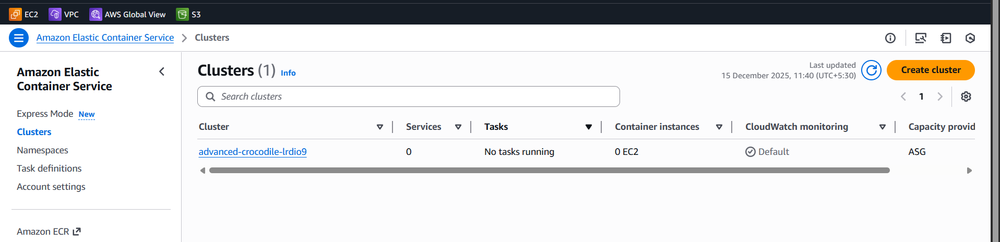 EC2 VPC AWS Global View S3
Amazon Elastic Container Service > Clusters
Amazon Elastic
Container Service
Express Mode New
Clusters
Namespaces
Task definitions
Account settings
Amazon ECR
Clusters (1) Info
Last updated
15 December 2025, 11:40 (UTC+5:30)
Create cluster
Search clusters
1
Cluster Services Tasks Container instances CloudWatch monitoring Capacity provid
advanced-crocodile-lrdio9 0 No tasks running 0 EC2 Default ASG